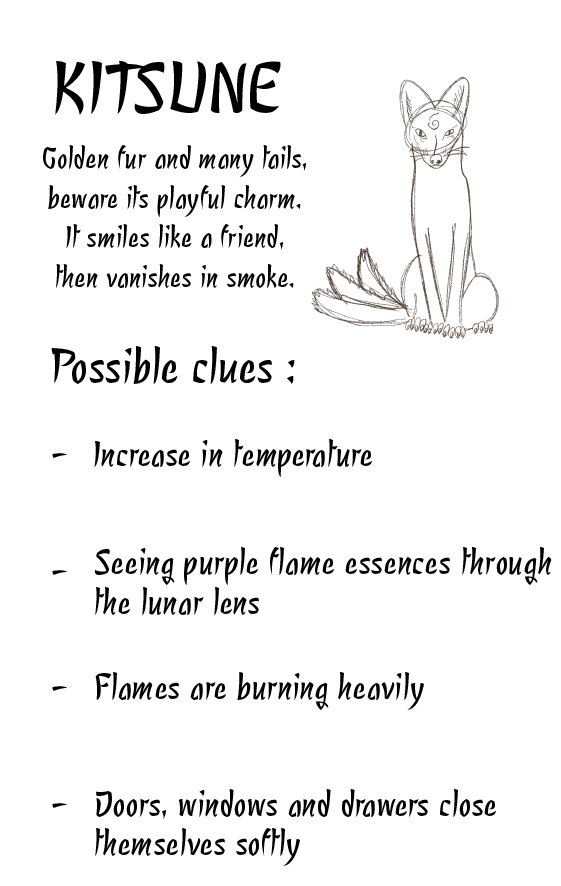 KITSUNE
Golden fur and many tails,
beware its playful charm.
It smiles like a friend,
then vanishes in smoke.
Possible clues :
- Increase in temperature
- Seeing purple flame essences through
the lunar lens
- Flames are burning heavily
- Doors, windows and drawers close
themselves softly